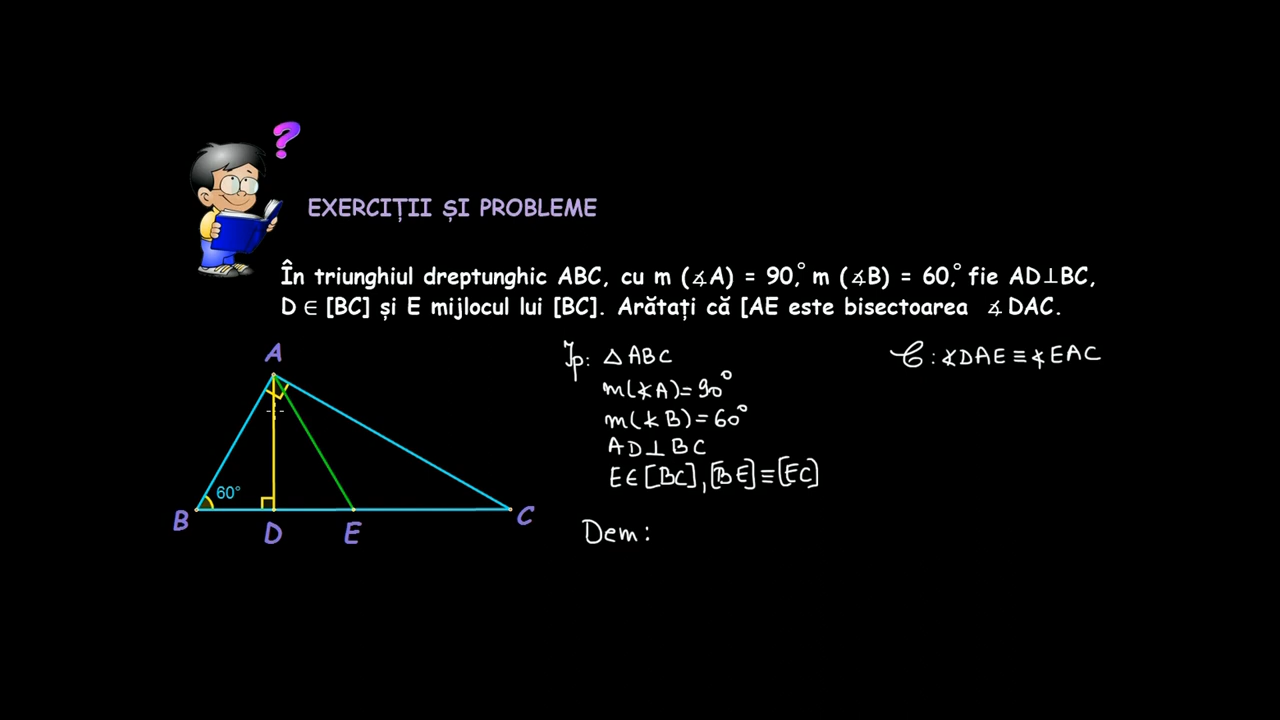 ?
EXERCIȚII ȘI PROBLEME
În triunghiul dreptunghic ABC, cu m (∡A) = 90°, m (∡B) = 60°, fie AD⊥BC,
D ∈ [BC] și E mijlocul lui [BC]. Arătați că [AE este bisectoarea ∡DAC.
A
60°
B
D
E
C
Ip: △ABC
m(∡A)=90°
m(∡B)=60°
AD⊥BC
E∈[BC], [BE]≡[EC]
C: ∡DAE≡∡EAC
Dem: